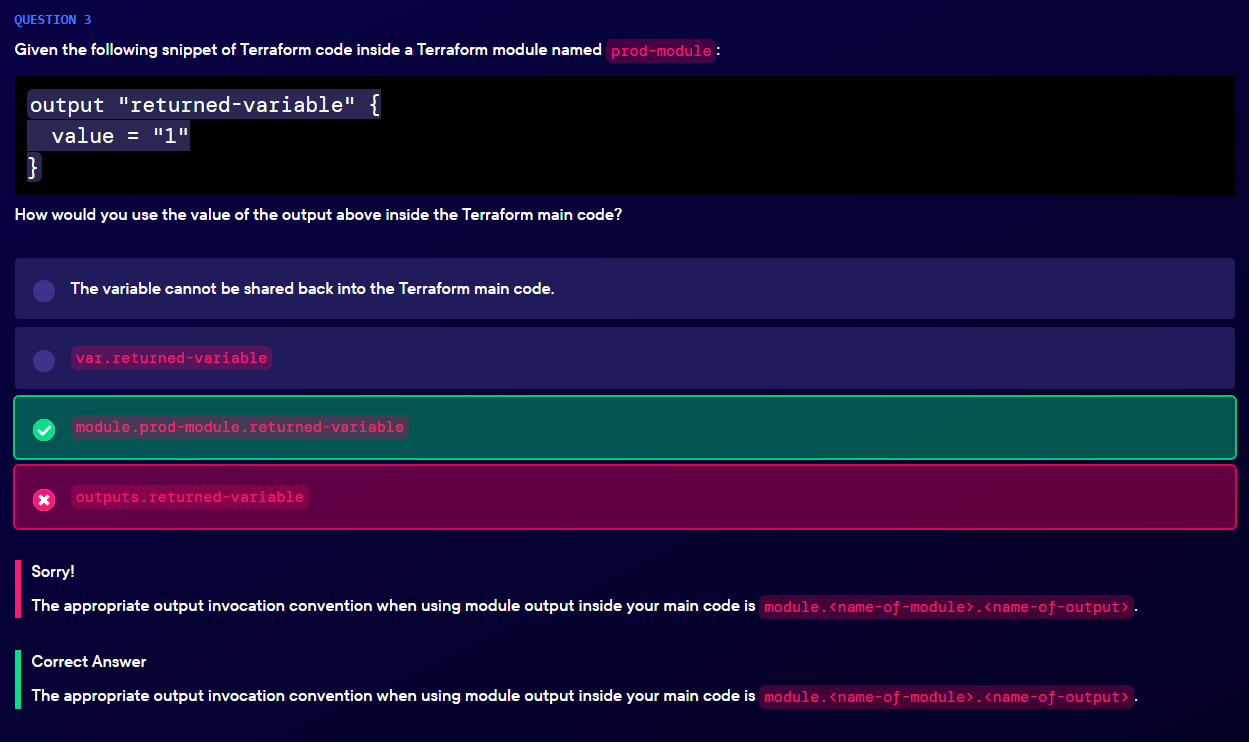 QUESTION 3
Given the following snippet of Terraform code inside a Terraform module named prod-module:
output "returned-variable" {
  value = "1"
}
How would you use the value of the output above inside the Terraform main code?
The variable cannot be shared back into the Terraform main code.
var.returned-variable
module.prod-module.returned-variable
outputs.returned-variable
Sorry!
The appropriate output invocation convention when using module output inside your main code is module.<name-of-module>.<name-of-output>.
Correct Answer
The appropriate output invocation convention when using module output inside your main code is module.<name-of-module>.<name-of-output>.